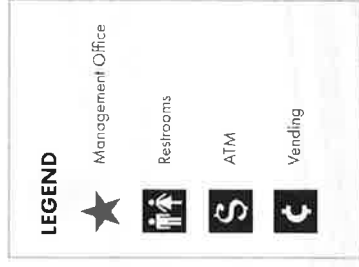 LEGEND
Management Office
Restrooms
$ ATM
¢ Vending